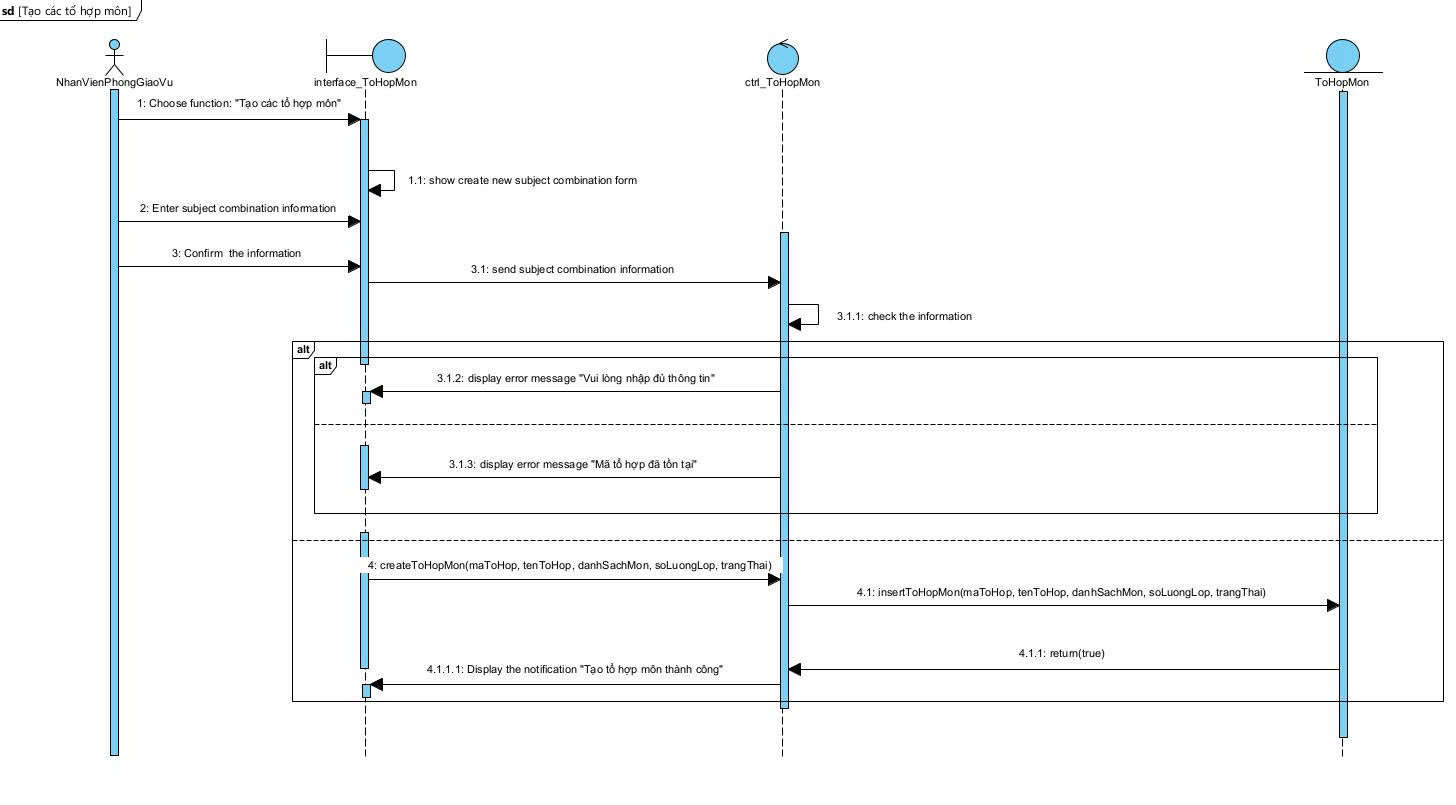 sd [Tạo các tổ hợp môn]
NhanVienPhongGiaoVu
interface_ToHopMon
ctrl_ToHopMon
ToHopMon
1: Choose function: "Tạo các tổ hợp môn"
1.1: show create new subject combination form
2: Enter subject combination information
3: Confirm the information
3.1: send subject combination information
3.1.1: check the information
alt
alt
3.1.2: display error message "Vui lòng nhập đủ thông tin"
3.1.3: display error message "Mã tổ hợp đã tồn tại"
4: createToHopMon(maToHop, tenToHop, danhSachMon, soLuongLop, trangThai)
4.1: insertToHopMon(maToHop, tenToHop, danhSachMon, soLuongLop, trangThai)
4.1.1: return(true)
4.1.1.1: Display the notification "Tạo tổ hợp môn thành công"